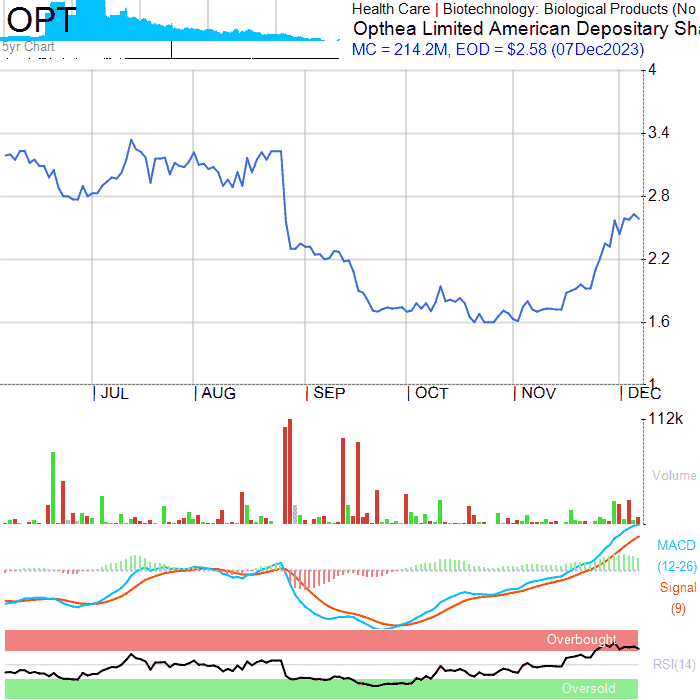 OPT
5yr Chart
Health Care | Biotechnology: Biological Products (No
Opthea Limited American Depositary Sha
MC = 214.2M, EOD = $2.58 (07Dec2023)
4
3.4
2.8
2.2
1.6
1
JUL AUG SEP OCT NOV DEC
112k
Volume
MACD
(12-26)
Signal
(9)
Overbought
RSI(14)
Oversold